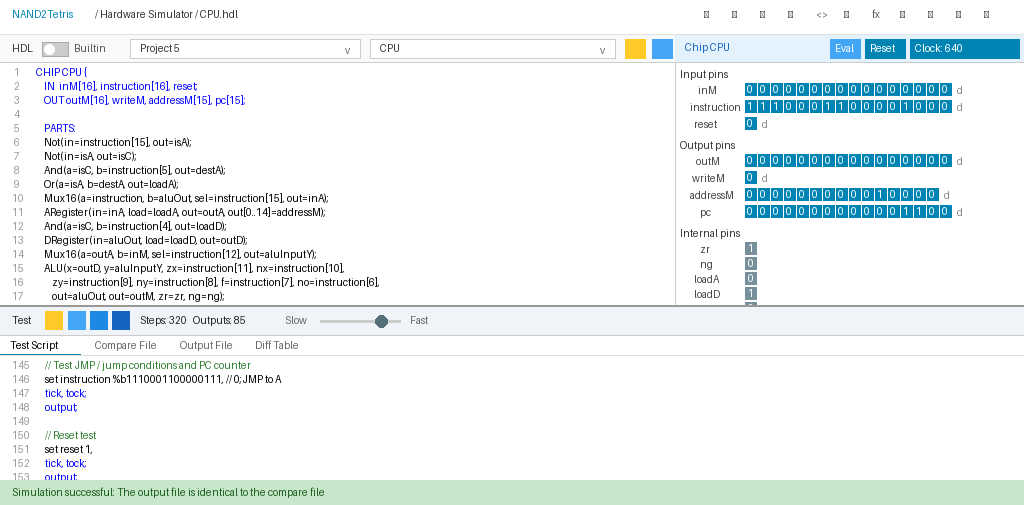 NAND2Tetris / Hardware Simulator / CPU.hdl
<> fx
HDL Builtin Project 5 v CPU v Chip CPU Eval Reset Clock: 640
1 CHIP CPU {
2 IN inM[16], instruction[16], reset;
3 OUT outM[16], writeM, addressM[15], pc[15];
4
5 PARTS:
6 Not(in=instruction[15], out=isA);
7 Not(in=isA, out=isC);
8 And(a=isC, b=instruction[5], out=destA);
9 Or(a=isA, b=destA, out=loadA);
10 Mux16(a=instruction, b=aluOut, sel=instruction[15], out=inA);
11 ARegister(in=inA, load=loadA, out=outA, out[0..14]=addressM);
12 And(a=isC, b=instruction[4], out=loadD);
13 DRegister(in=aluOut, load=loadD, out=outD);
14 Mux16(a=outA, b=inM, sel=instruction[12], out=aluInputY);
15 ALU(x=outD, y=aluInputY, zx=instruction[11], nx=instruction[10],
16 zy=instruction[9], ny=instruction[8], f=instruction[7], no=instruction[6],
17 out=aluOut, out=outM, zr=zr, ng=ng);
Input pins
inM 0 0 0 0 0 0 0 0 0 0 0 0 0 0 0 0 d
instruction 1 1 1 0 0 0 1 1 0 0 0 0 1 0 0 0 d
reset 0 d
Output pins
outM 0 0 0 0 0 0 0 0 0 0 0 0 0 0 0 0 d
writeM 0 d
addressM 0 0 0 0 0 0 0 0 0 0 1 0 0 0 0 d
pc 0 0 0 0 0 0 0 0 0 0 0 0 1 1 0 0 d
Internal pins
zr 1
ng 0
loadA 0
loadD 1
Test Steps: 320 Outputs: 85 Slow Fast
Test Script Compare File Output File Diff Table
145 // Test JMP / jump conditions and PC counter
146 set instruction %b1110001100000111, // 0; JMP to A
147 tick, tock;
148 output;
149
150 // Reset test
151 set reset 1,
152 tick, tock;
153 output;
Simulation successful: The output file is identical to the compare file